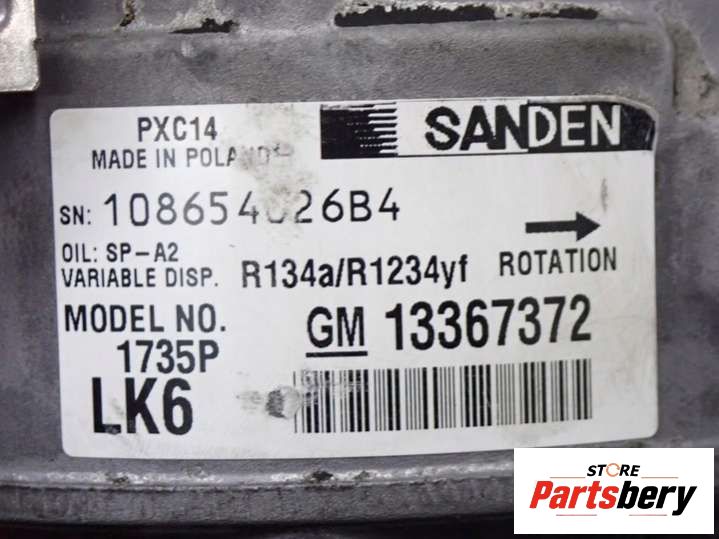 PXC14
MADE IN POLAND
SANDEN
SN:
OIL: SP-A2
VARIABLE DISP.
R134a/R1234yf
ROTATION
MODEL NO.
1735P
GM 13367372
LK6
STORE
Partsbery